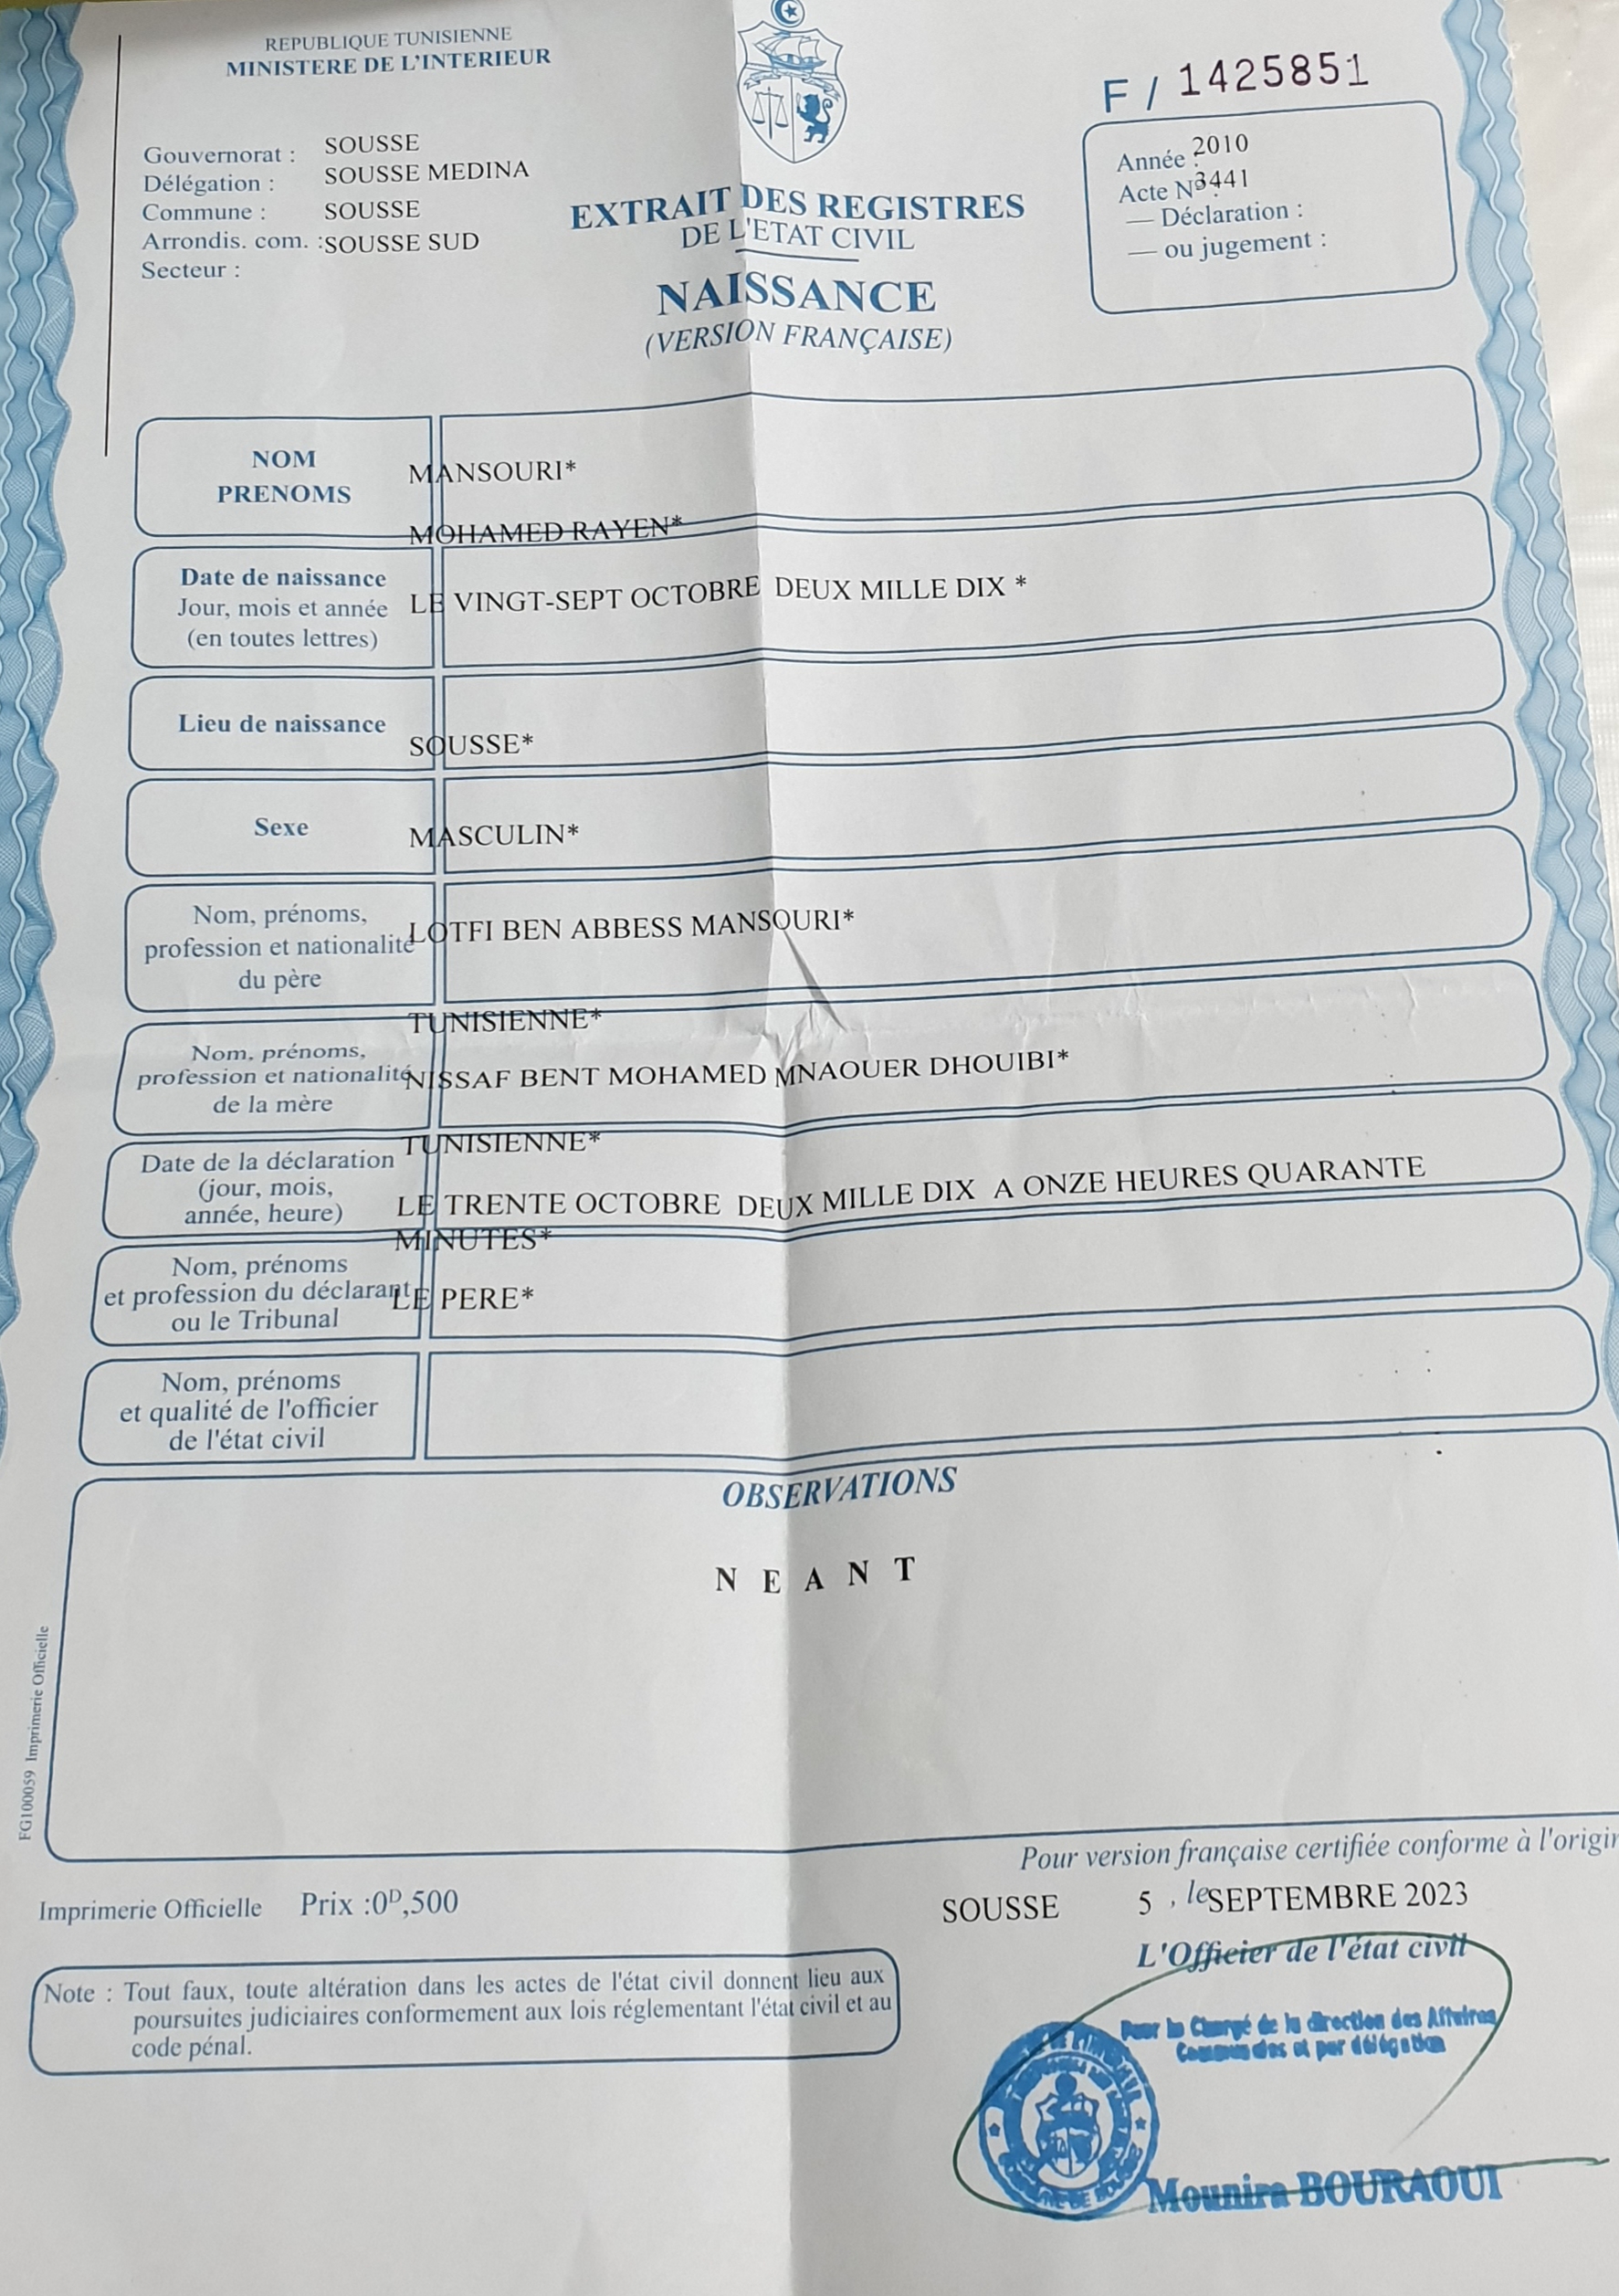 REPUBLIQUE TUNISIENNE
MINISTERE DE L'INTERIEUR
Gouvernorat : SOUSSE
Délégation : SOUSSE MEDINA
Commune : SOUSSE
Arrondis. com. : SOUSSE SUD
Secteur :
EXTRAIT DES REGISTRES
DE L'ETAT CIVIL
NAISSANCE
(VERSION FRANÇAISE)
F / 1425851
Année : 2010
Acte N° : 3441
— Déclaration :
— ou jugement :
NOM
PRENOMS
MANSOURI*
MOHAMED RAYEN*
Date de naissance
Jour, mois et année
(en toutes lettres)
LE VINGT-SEPT OCTOBRE DEUX MILLE DIX *
Lieu de naissance
SOUSSE*
Sexe
MASCULIN*
Nom, prénoms,
profession et nationalité
du père
LOTFI BEN ABBESS MANSOURI*
TUNISIENNE*
Nom, prénoms,
profession et nationalité
de la mère
NISSAF BENT MOHAMED MNAOUER DHOUIBI*
TUNISIENNE*
Date de la déclaration
(jour, mois,
année, heure)
LE TRENTE OCTOBRE DEUX MILLE DIX A ONZE HEURES QUARANTE
MINUTES*
Nom, prénoms
et profession du déclarant
ou le Tribunal
LE PERE*
Nom, prénoms
et qualité de l'officier
de l'état civil
OBSERVATIONS
N E A N T
FG100059 Imprimerie Officielle
Pour version française certifiée conforme à l'origin
Imprimerie Officielle Prix :0D,500
SOUSSE 5 , le SEPTEMBRE 2023
L'Officier de l'état civil
Note : Tout faux, toute altération dans les actes de l'état civil donnent lieu aux
poursuites judiciaires conformement aux lois réglementant l'état civil et au
code pénal.
Pour le Chargé de la direction des Affaires
Communales et par délégation
Mounira BOURAOUI